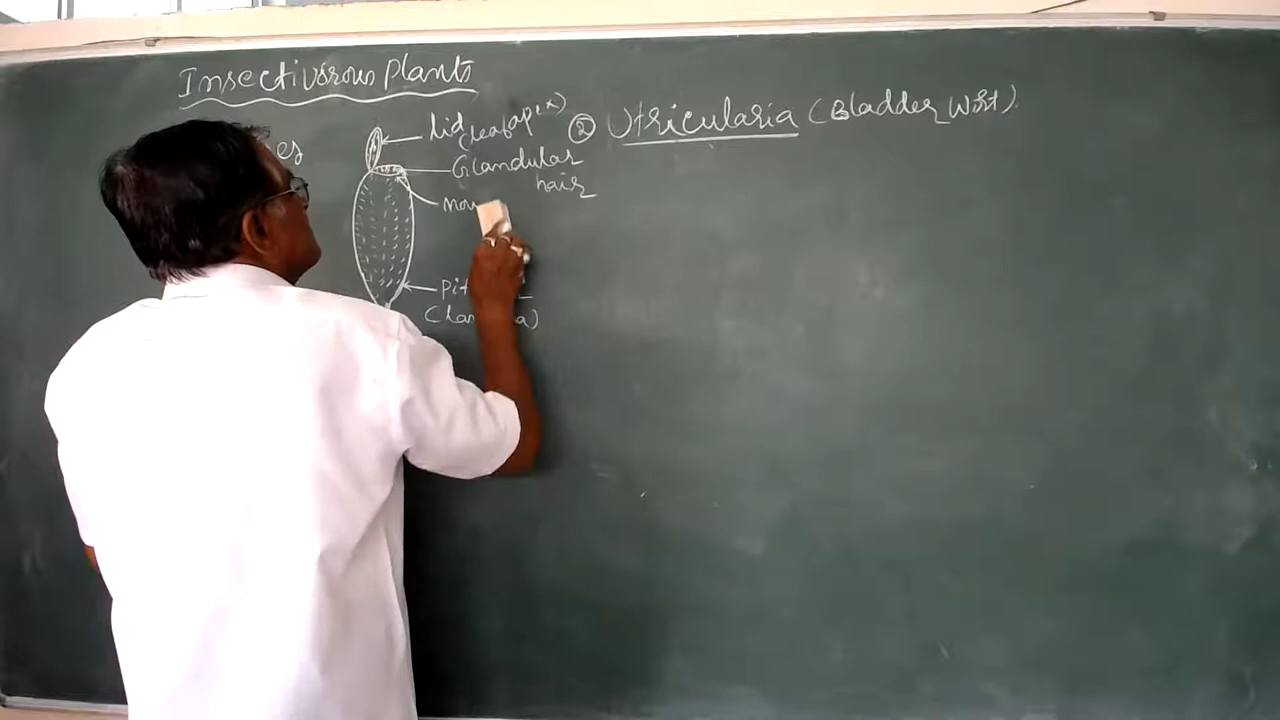 Insectivorous Plants
lid
(leaf apex)
Glandular
hair
② Utricularia (Bladder Wort).